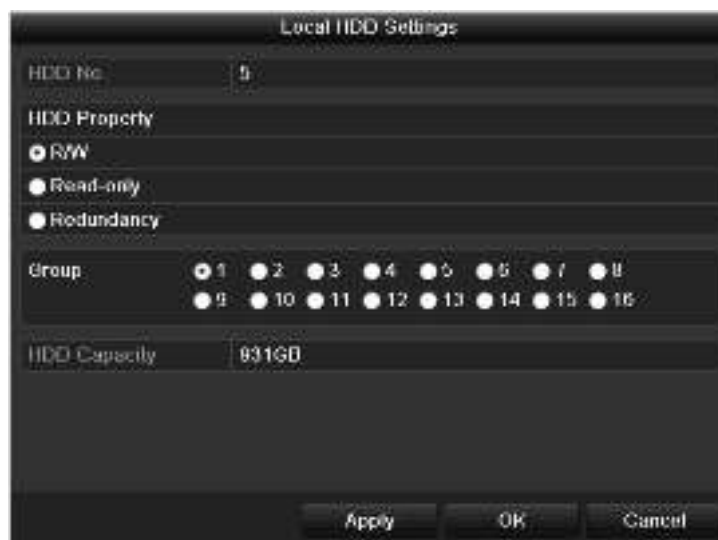 Local HDD Settings
HDD No. 5
HDD Property
R/W
Read-only
Redundancy
Group 1 2 3 4 5 6 7 8
9 10 11 12 13 14 15 16
HDD Capacity 931GB
Apply OK Cancel